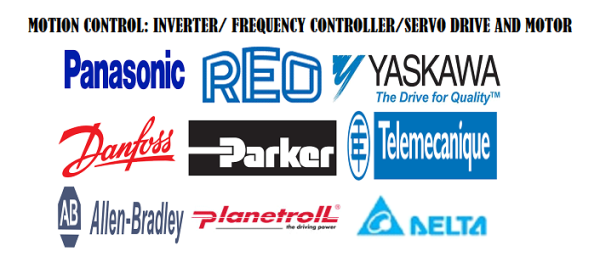 MOTION CONTROL: INVERTER/ FREQUENCY CONTROLLER/SERVO DRIVE AND MOTOR
Panasonic REO YASKAWA
The Drive for Quality™
Danfoss Parker TE Telemecanique
AB Allen-Bradley planetroll® DELTA
the driving power